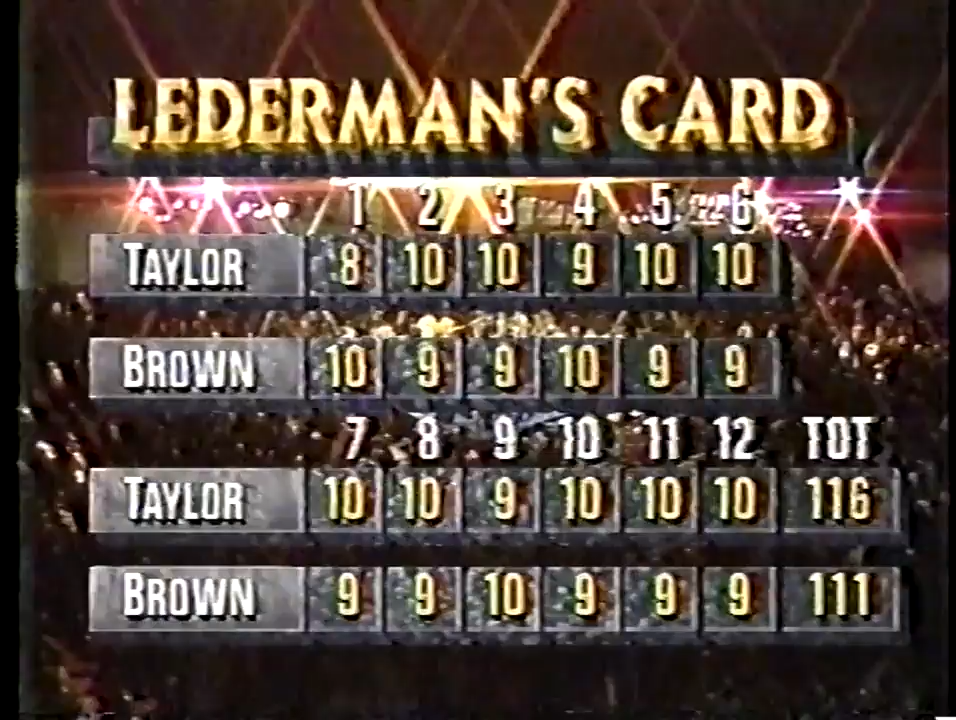 LEDERMAN'S CARD
1 2 3 4 5 6
TAYLOR 8 10 10 9 10 10
BROWN 10 9 9 10 9 9
7 8 9 10 11 12 TOT
TAYLOR 10 10 9 10 10 10 116
BROWN 9 9 10 9 9 9 111